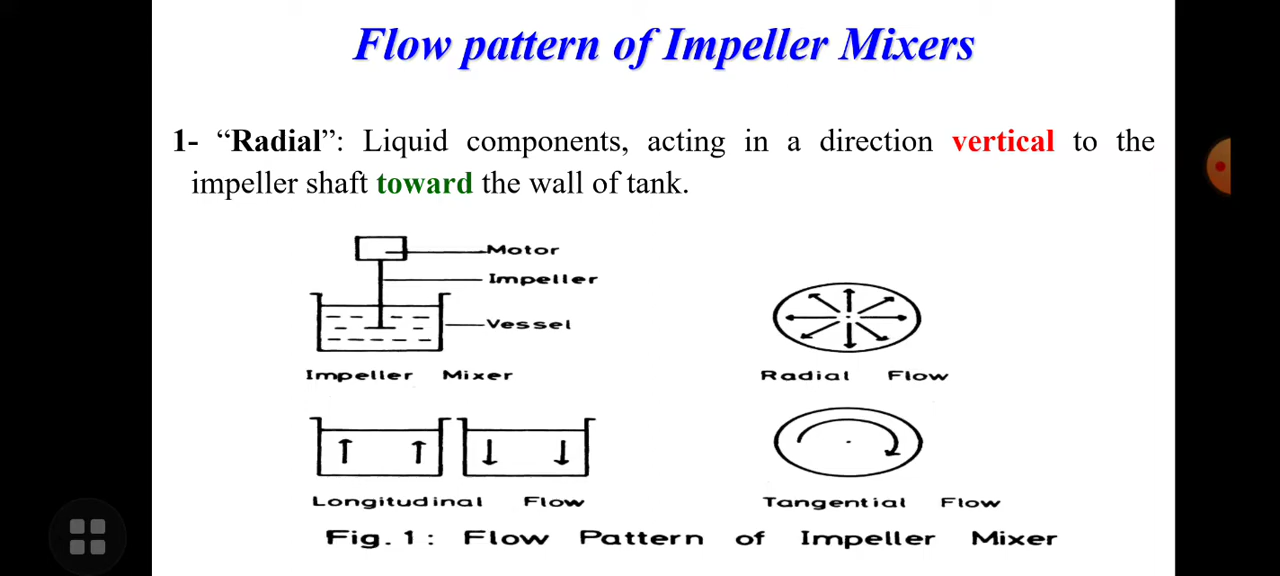 Flow pattern of Impeller Mixers
1- “Radial”: Liquid components, acting in a direction vertical to the
impeller shaft toward the wall of tank.
Motor
Impeller
Vessel
Impeller Mixer
Radial Flow
Longitudinal Flow
Tangential Flow
Fig. 1 : Flow Pattern of Impeller Mixer